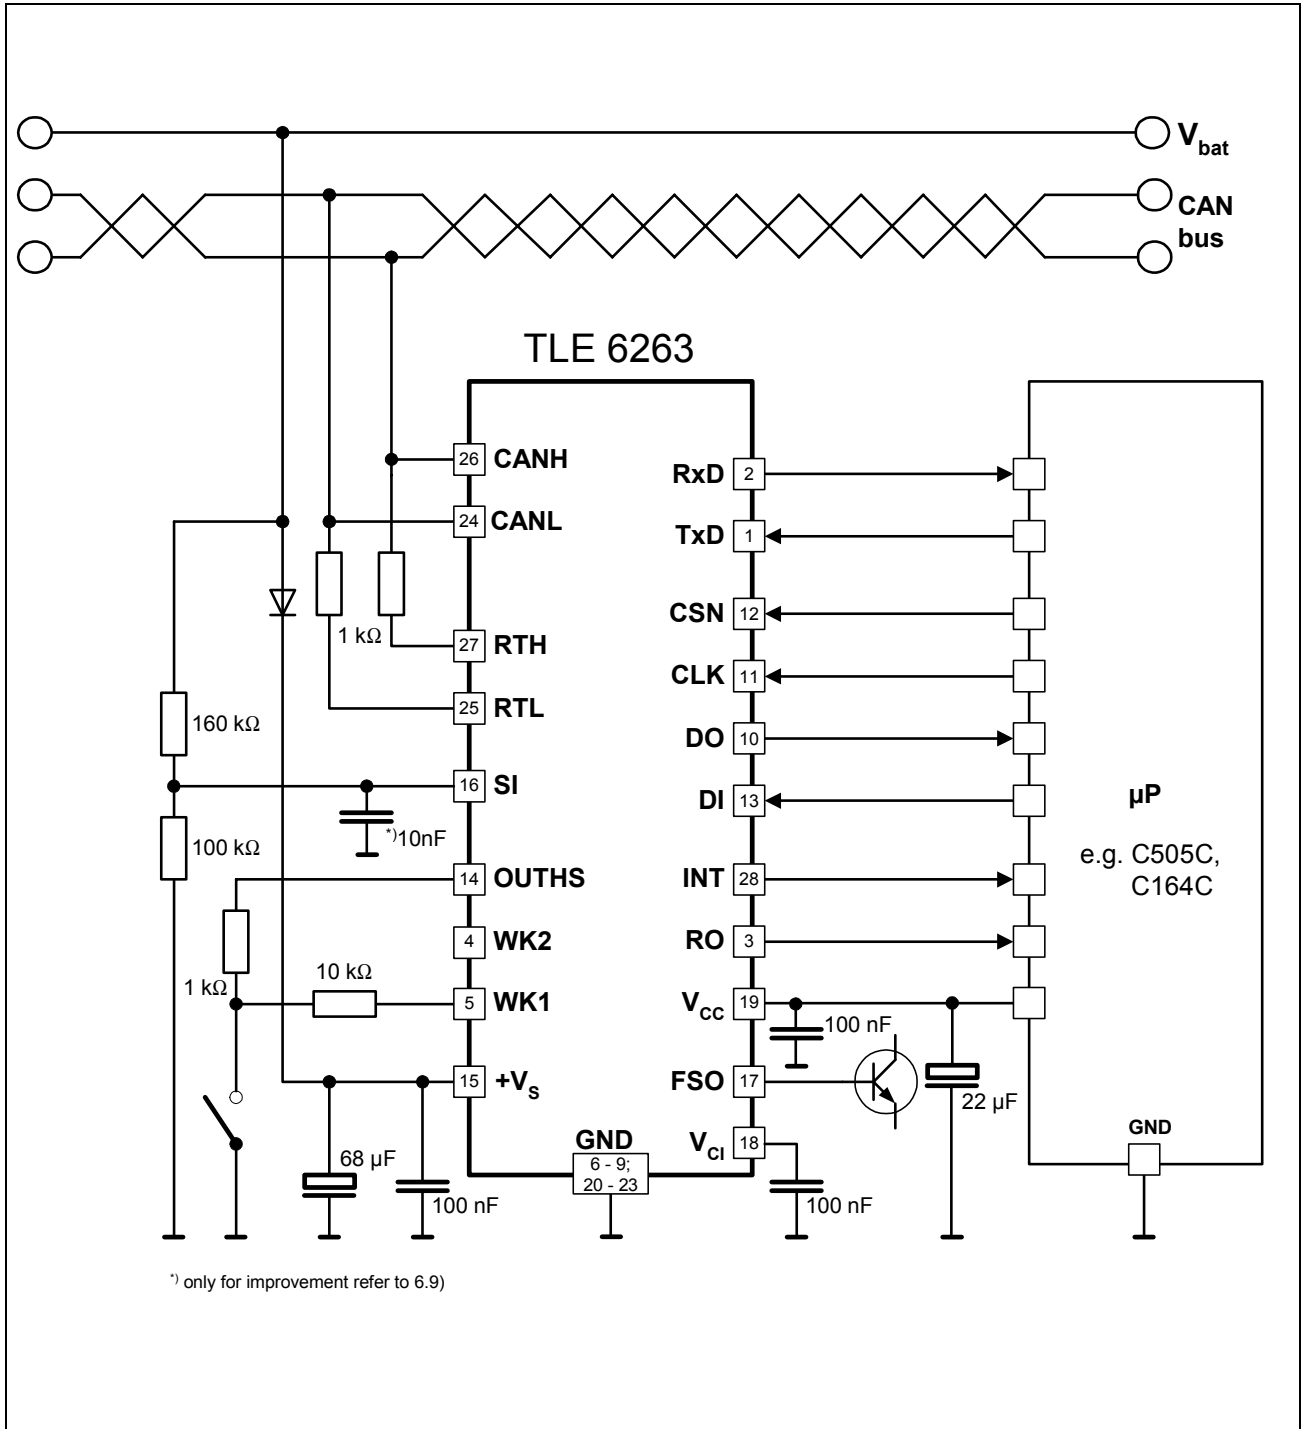 V_bat
CAN
bus
TLE 6263
26 CANH
RxD 2
24 CANL
TxD 1
CSN 12
1 kΩ
27 RTH
CLK 11
25 RTL
160 kΩ
DO 10
16 SI
DI 13
µP
*)10nF
100 kΩ
e.g. C505C,
C164C
14 OUTHS
INT 28
4 WK2
RO 3
10 kΩ
1 kΩ
5 WK1
V_CC 19
100 nF
15 +V_S
FSO 17
22 µF
GND
V_CI 18
GND
6 - 9;
20 - 23
68 µF
100 nF
100 nF
*) only for improvement refer to 6.9)